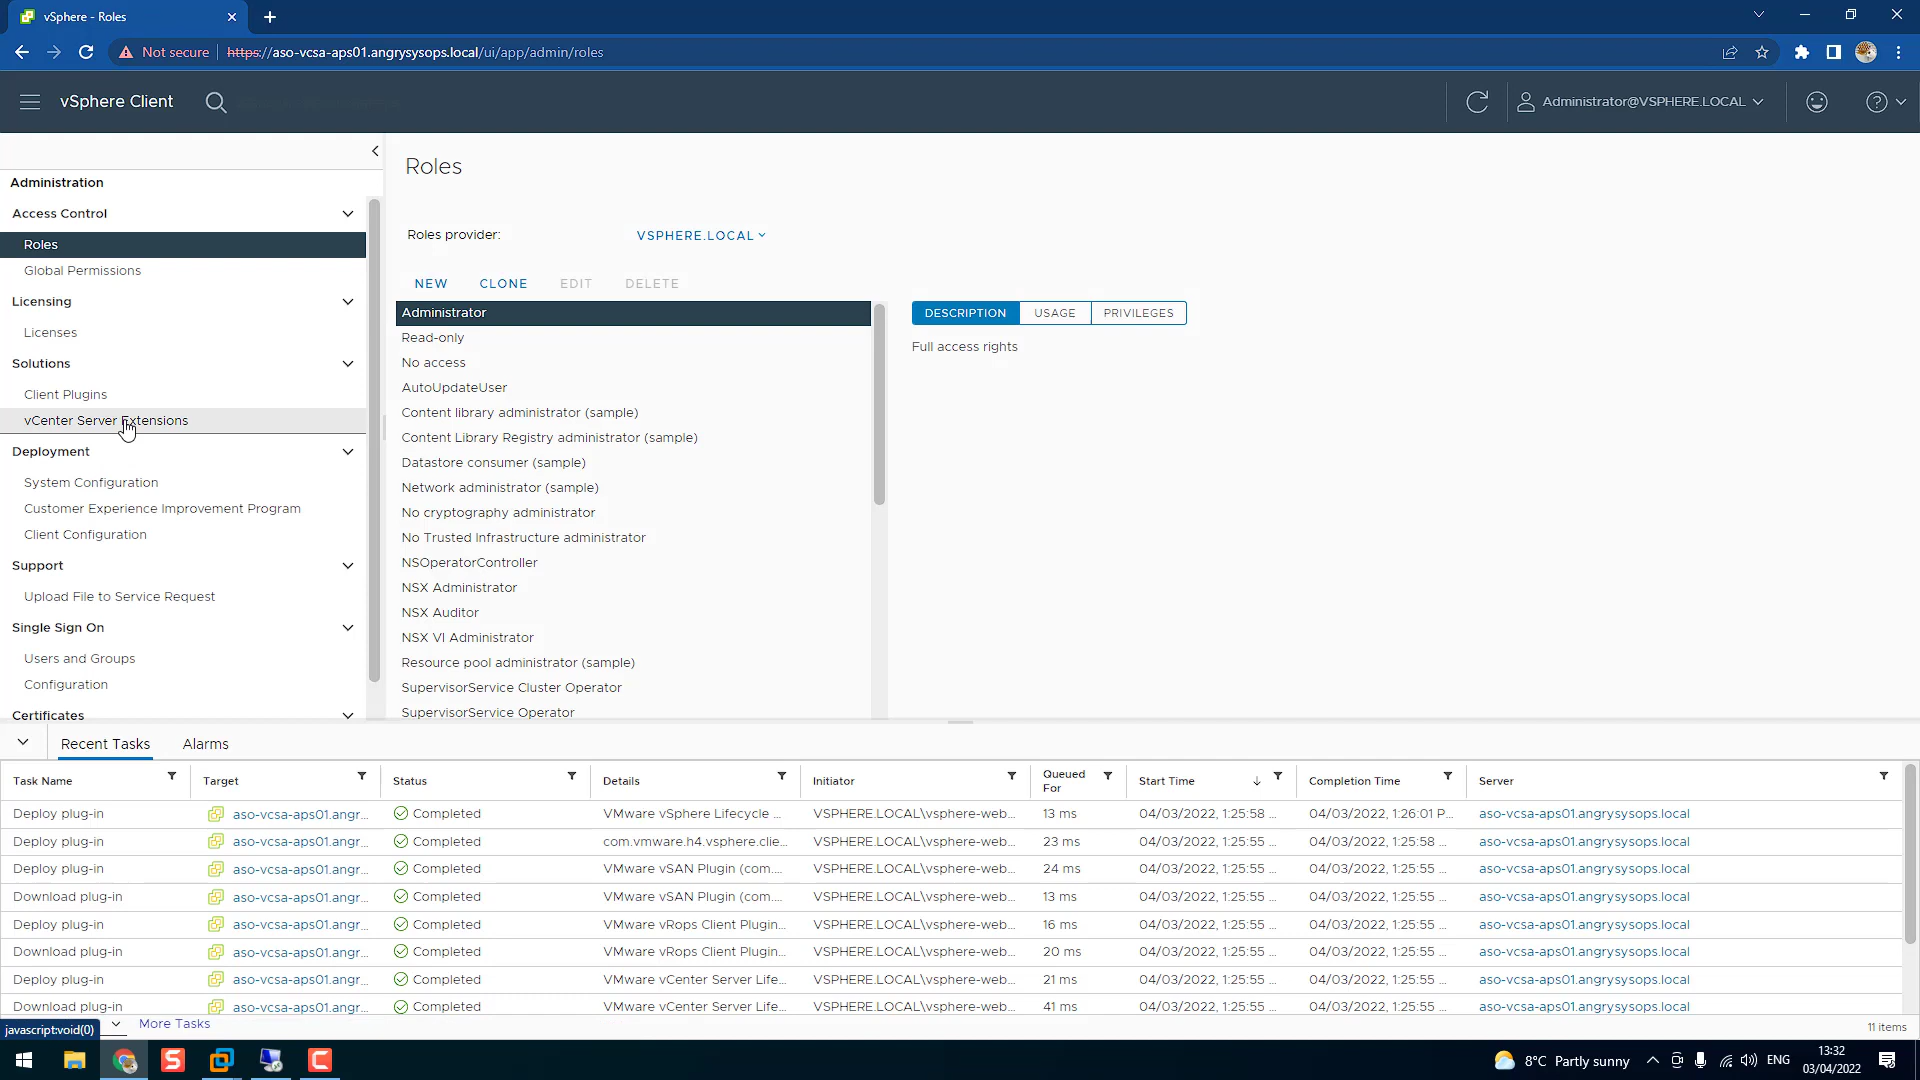 vSphere - Roles
Not secure https://aso-vcsa-aps01.angrysysops.local/ui/app/admin/roles
vSphere Client
Administrator@VSPHERE.LOCAL
Administration
Access Control
Roles
Global Permissions
Licensing
Licenses
Solutions
Client Plugins
vCenter Server Extensions
Deployment
System Configuration
Customer Experience Improvement Program
Client Configuration
Support
Upload File to Service Request
Single Sign On
Users and Groups
Configuration
Certificates
Roles
Roles provider: VSPHERE.LOCAL
NEW CLONE EDIT DELETE
Administrator
Read-only
No access
AutoUpdateUser
Content library administrator (sample)
Content Library Registry administrator (sample)
Datastore consumer (sample)
Network administrator (sample)
No cryptography administrator
No Trusted Infrastructure administrator
NSOperatorController
NSX Administrator
NSX Auditor
NSX VI Administrator
Resource pool administrator (sample)
SupervisorService Cluster Operator
SupervisorService Operator
DESCRIPTION USAGE PRIVILEGES
Full access rights
Recent Tasks Alarms
Task Name Target Status Details Initiator Queued For Start Time Completion Time Server
Deploy plug-in aso-vcsa-aps01.angr... Completed VMware vSphere Lifecycle ... VSPHERE.LOCAL\vsphere-web... 13 ms 04/03/2022, 1:25:58 ... 04/03/2022, 1:26:01 P... aso-vcsa-aps01.angrysysops.local
Deploy plug-in aso-vcsa-aps01.angr... Completed com.vmware.h4.vsphere.clie... VSPHERE.LOCAL\vsphere-web... 23 ms 04/03/2022, 1:25:55 ... 04/03/2022, 1:25:58 ... aso-vcsa-aps01.angrysysops.local
Deploy plug-in aso-vcsa-aps01.angr... Completed VMware vSAN Plugin (com.... VSPHERE.LOCAL\vsphere-web... 24 ms 04/03/2022, 1:25:55 ... 04/03/2022, 1:25:55 ... aso-vcsa-aps01.angrysysops.local
Download plug-in aso-vcsa-aps01.angr... Completed VMware vSAN Plugin (com.... VSPHERE.LOCAL\vsphere-web... 13 ms 04/03/2022, 1:25:55 ... 04/03/2022, 1:25:55 ... aso-vcsa-aps01.angrysysops.local
Deploy plug-in aso-vcsa-aps01.angr... Completed VMware vRops Client Plugin... VSPHERE.LOCAL\vsphere-web... 16 ms 04/03/2022, 1:25:55 ... 04/03/2022, 1:25:55 ... aso-vcsa-aps01.angrysysops.local
Download plug-in aso-vcsa-aps01.angr... Completed VMware vRops Client Plugin... VSPHERE.LOCAL\vsphere-web... 20 ms 04/03/2022, 1:25:55 ... 04/03/2022, 1:25:55 ... aso-vcsa-aps01.angrysysops.local
Deploy plug-in aso-vcsa-aps01.angr... Completed VMware vCenter Server Life... VSPHERE.LOCAL\vsphere-web... 21 ms 04/03/2022, 1:25:55 ... 04/03/2022, 1:25:55 ... aso-vcsa-aps01.angrysysops.local
Download plug-in aso-vcsa-aps01.angr... Completed VMware vCenter Server Life... VSPHERE.LOCAL\vsphere-web... 41 ms 04/03/2022, 1:25:55 ... 04/03/2022, 1:25:55 ... aso-vcsa-aps01.angrysysops.local
javascript:void(0) More Tasks 11 items
8°C Partly sunny ENG 13:32
03/04/2022